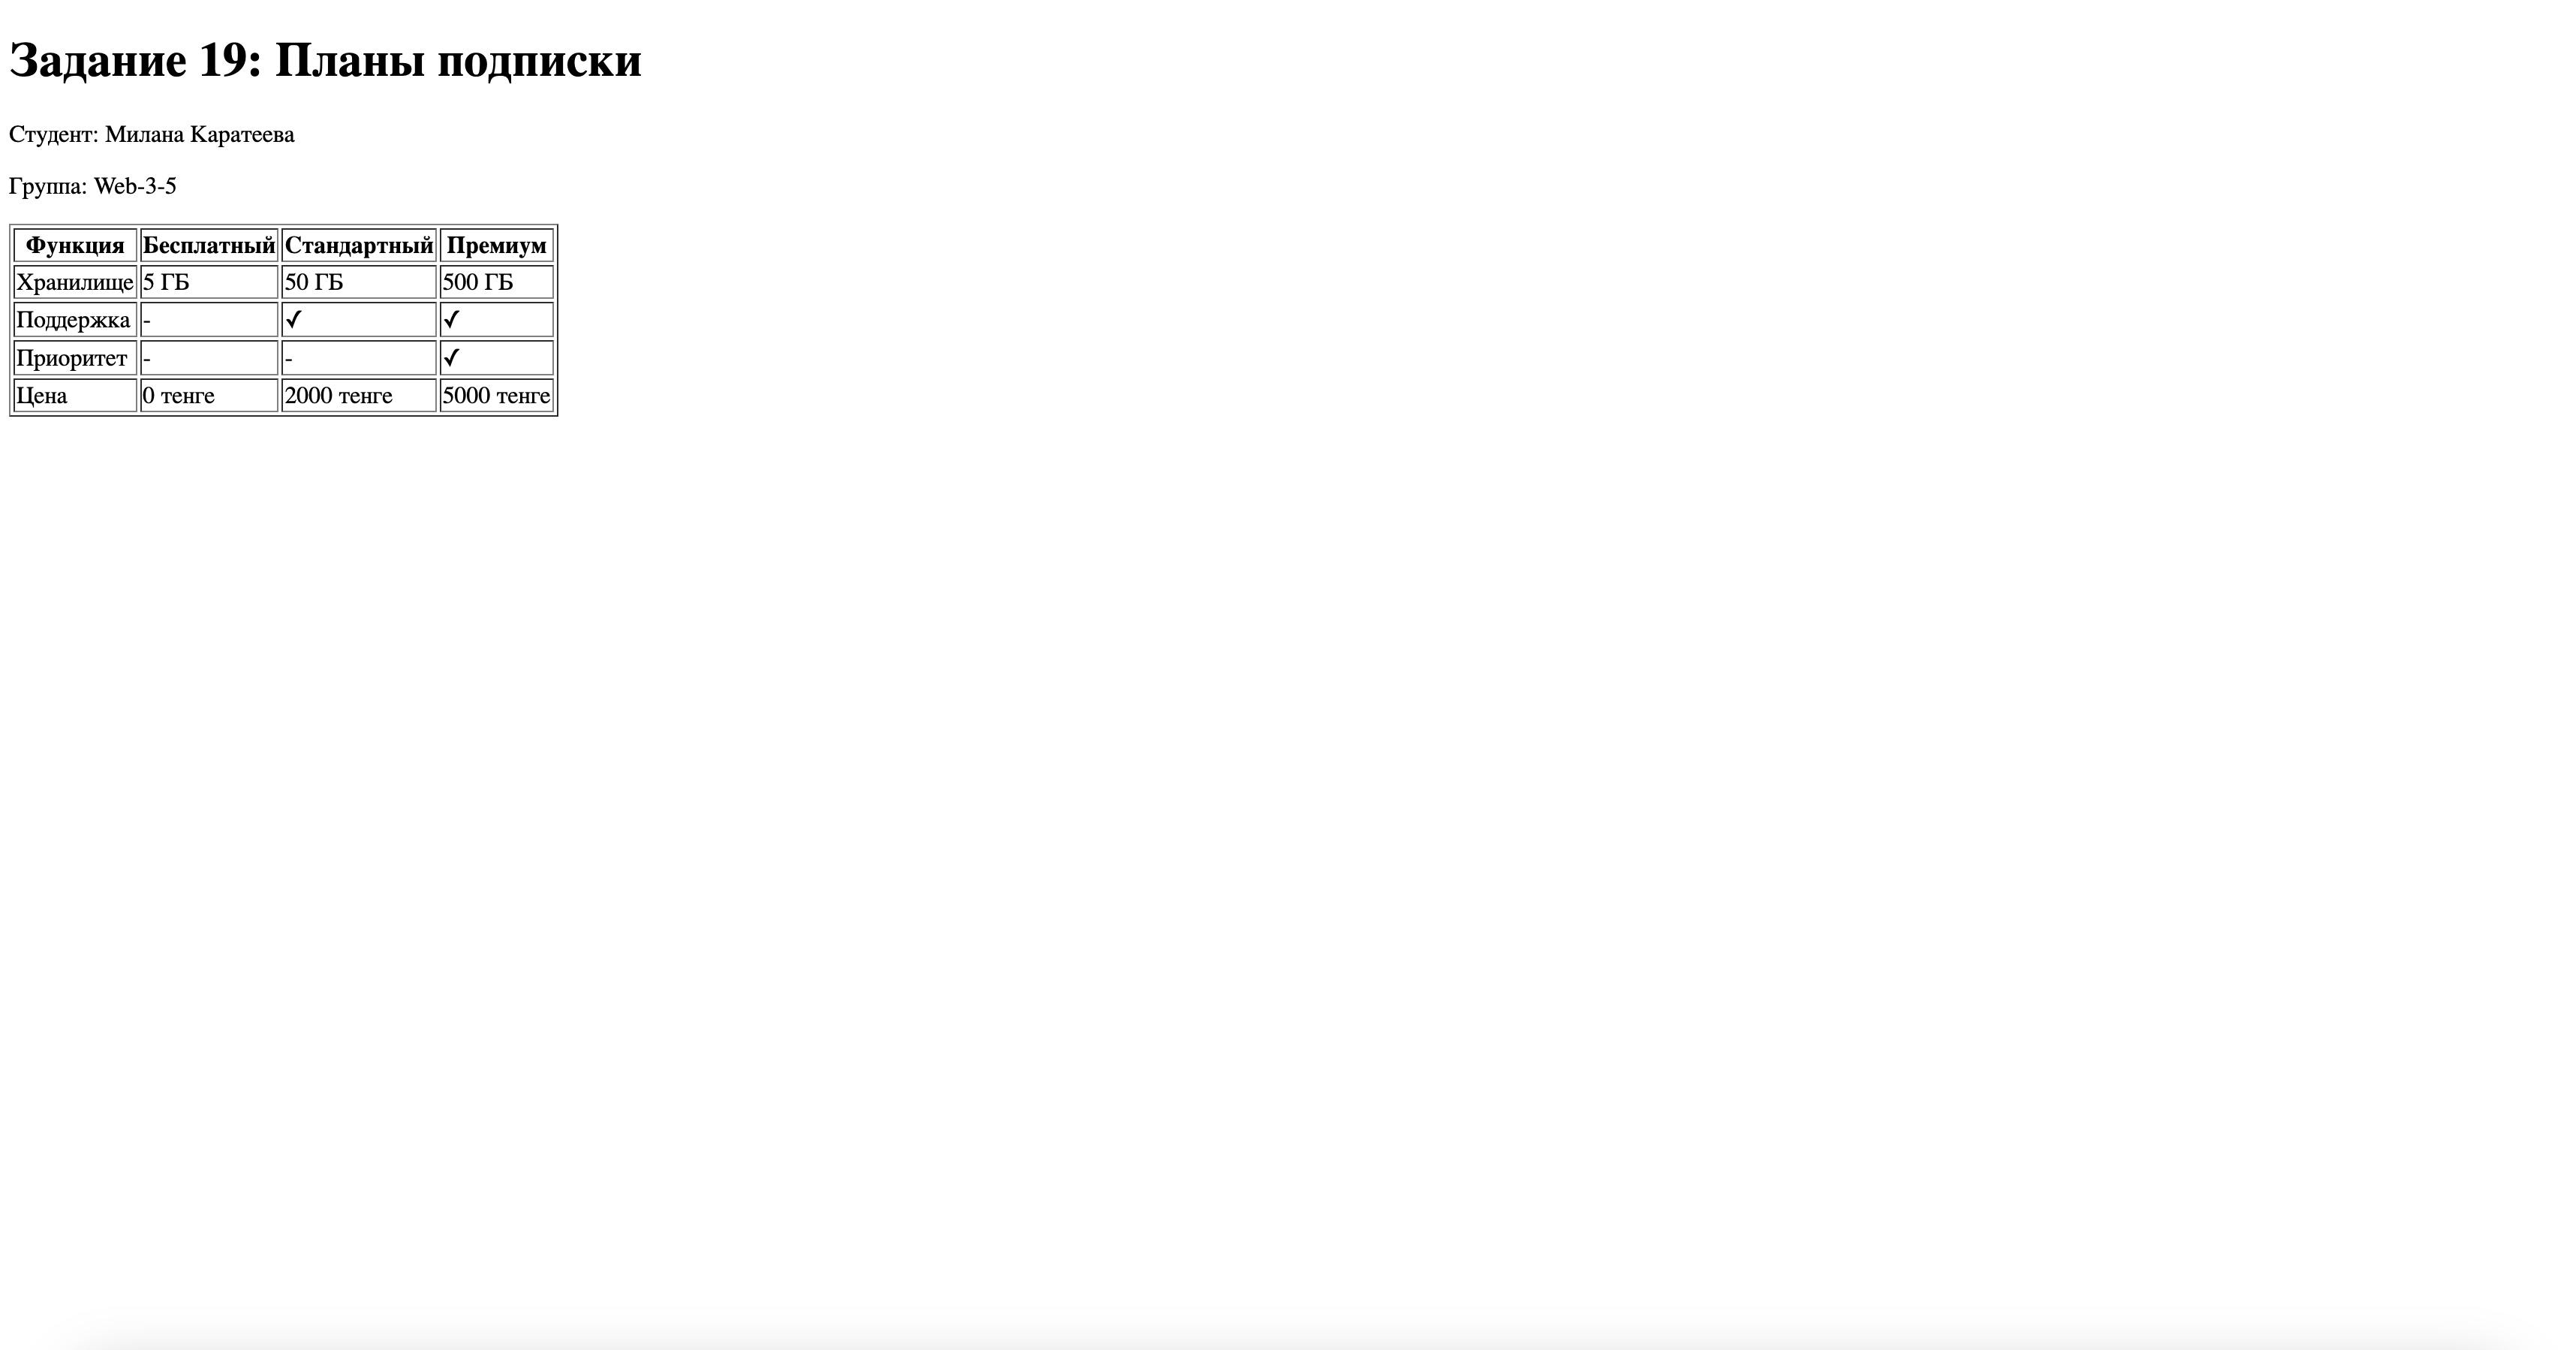 Задание 19: Планы подписки
Студент: Милана Каратеева
Группа: Web-3-5
Функция Бесплатный Стандартный Премиум
Хранилище 5 ГБ 50 ГБ 500 ГБ
Поддержка - ✓ ✓
Приоритет - - ✓
Цена 0 тенге 2000 тенге 5000 тенге